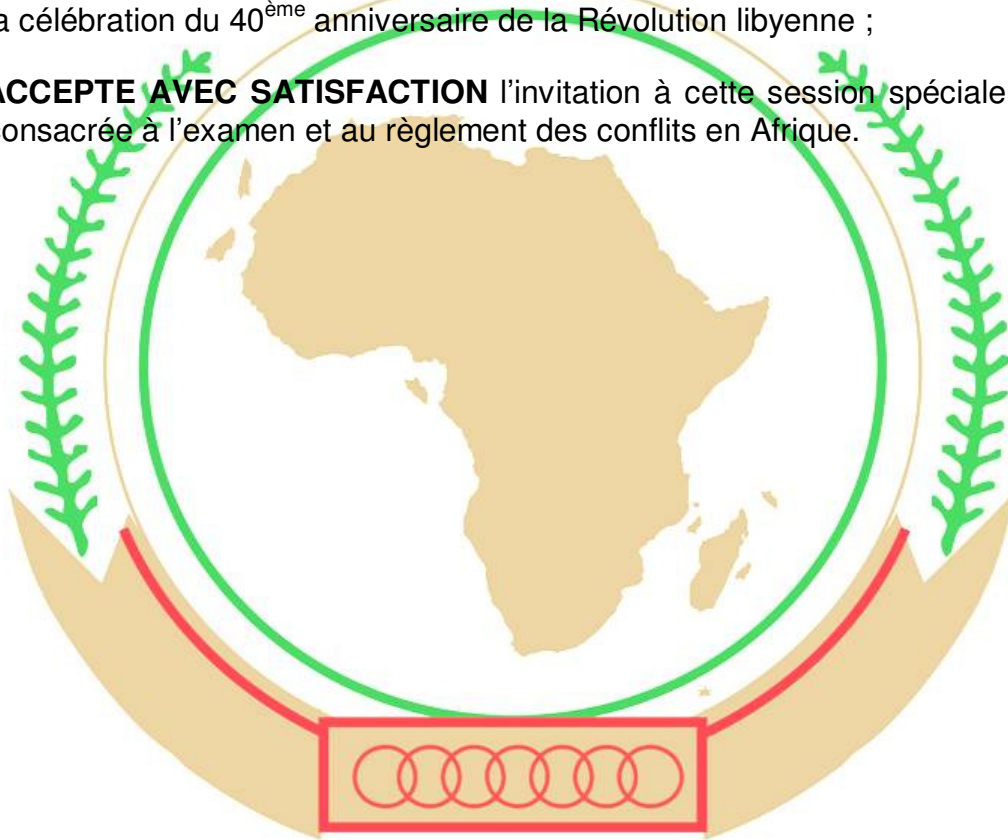 a célébration du 40ème anniversaire de la Révolution libyenne ;
ACCEPTE AVEC SATISFACTION l’invitation à cette session spéciale
consacrée à l’examen et au règlement des conflits en Afrique.